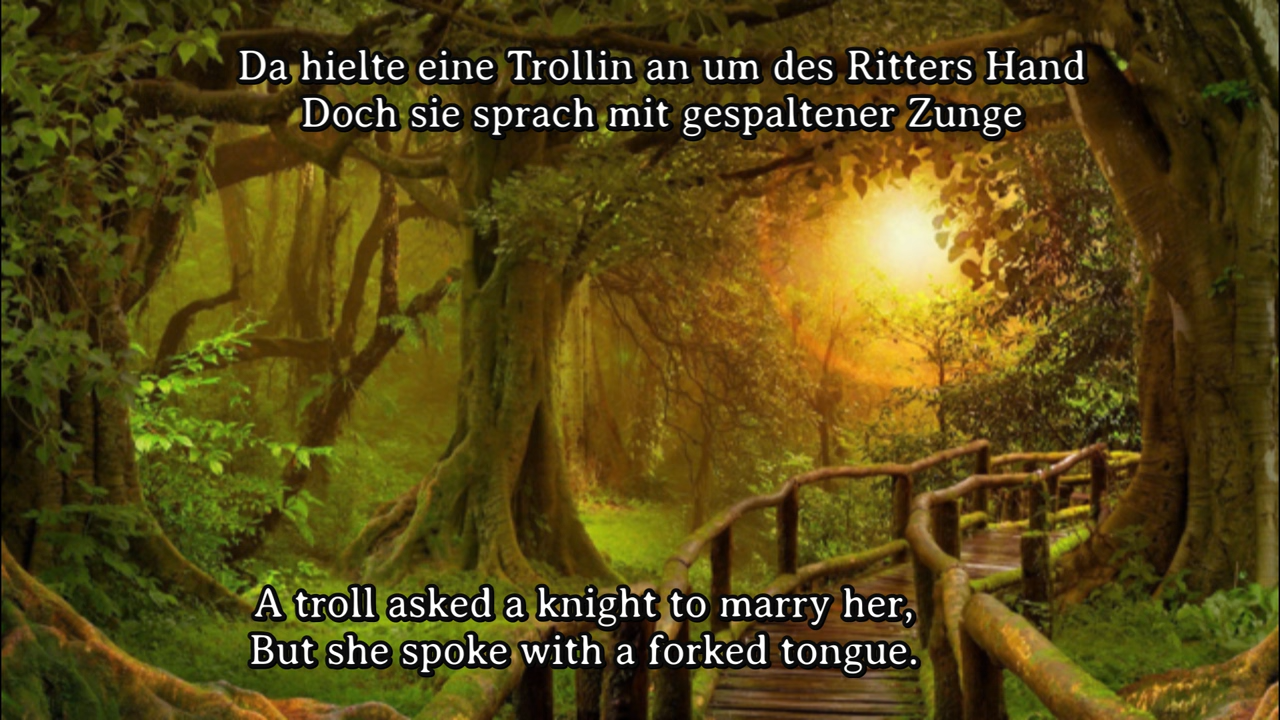 Da hielte eine Trollin an um des Ritters Hand
Doch sie sprach mit gespaltener Zunge
A troll asked a knight to marry her,
But she spoke with a forked tongue.